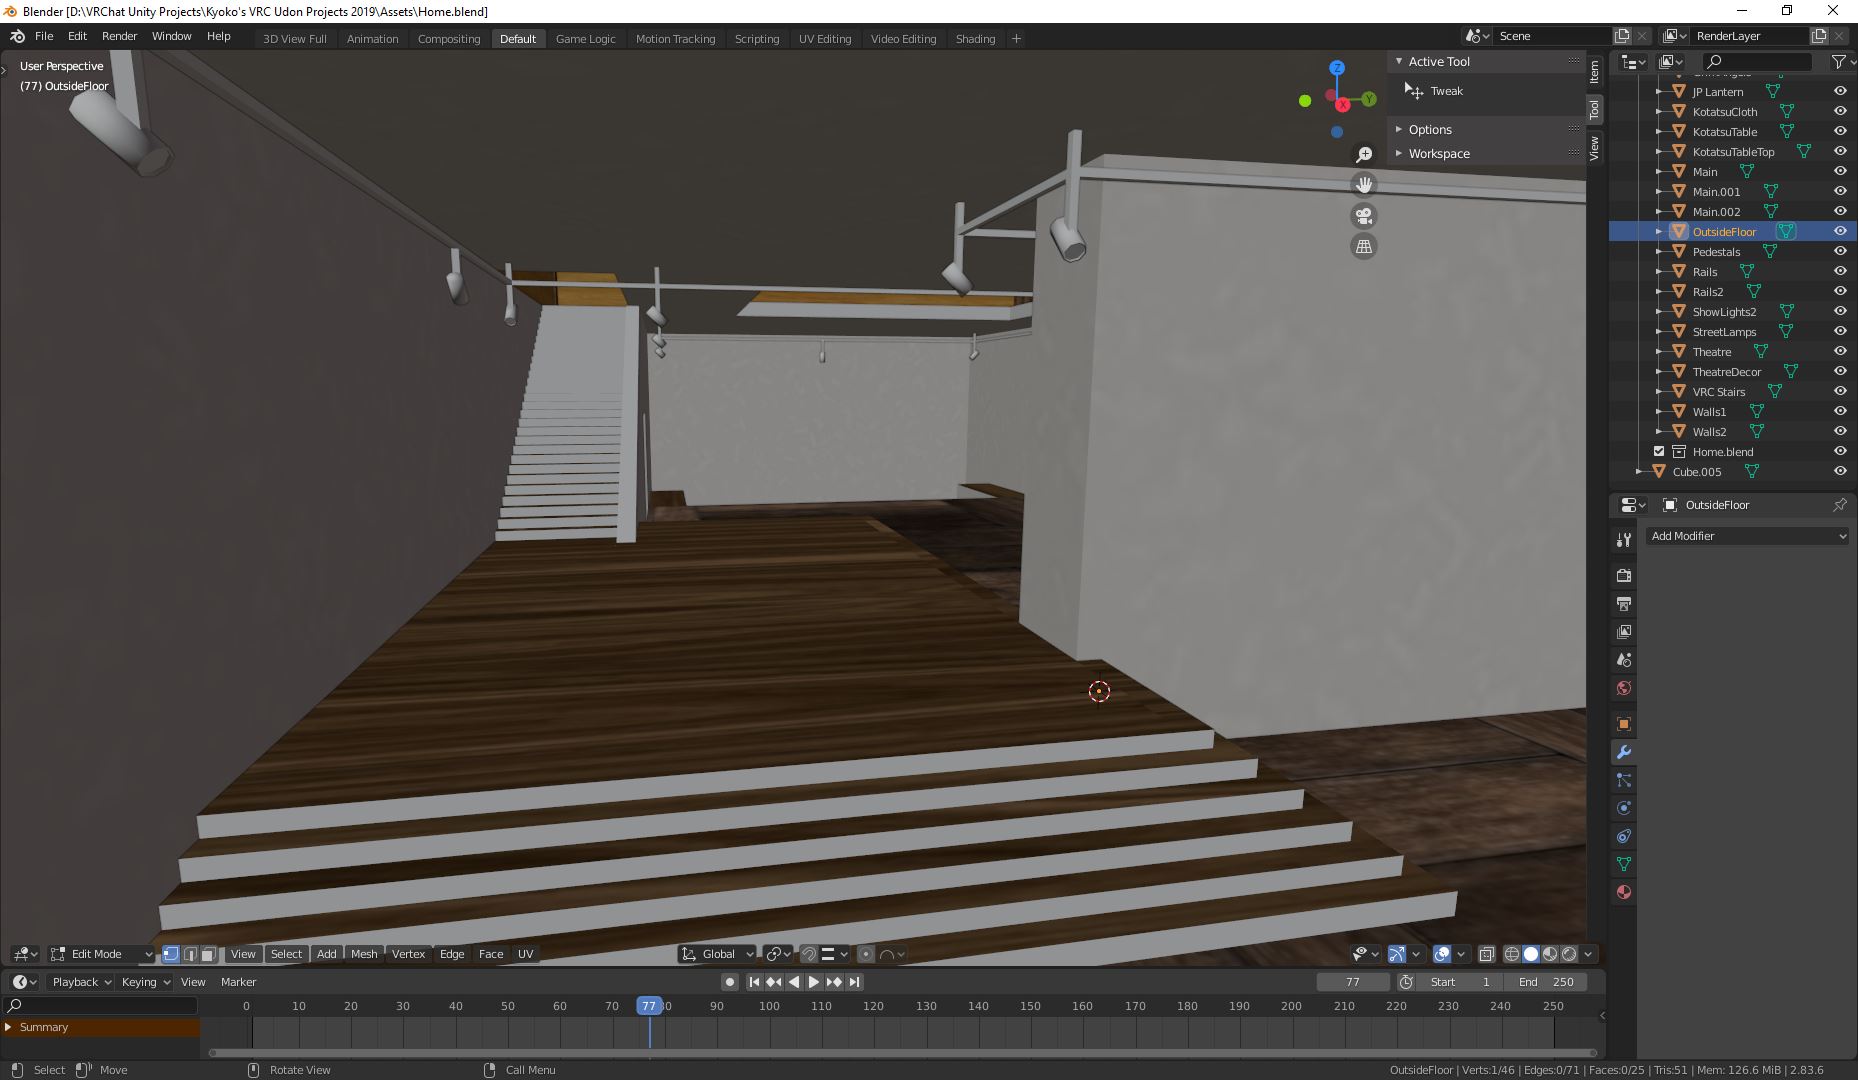 Blender [D:\VRChat Unity Projects\Kyoko's VRC Udon Projects 2019\Assets\Home.blend]
File Edit Render Window Help
3D View Full Animation Compositing Default Game Logic Motion Tracking Scripting UV Editing Video Editing Shading +
Scene
RenderLayer
User Perspective
(77) OutsideFloor
Z
Y
X
Active Tool
Tweak
Options
Workspace
Item
Tool
View
JP Lantern
KotatsuCloth
KotatsuTable
KotatsuTableTop
Main
Main.001
Main.002
OutsideFloor
Pedestals
Rails
Rails2
ShowLights2
StreetLamps
Theatre
TheatreDecor
VRC Stairs
Walls1
Walls2
Home.blend
Cube.005
OutsideFloor
Add Modifier
Edit Mode View Select Add Mesh Vertex Edge Face UV Global
Playback Keying View Marker 77 Start 1 End 250
0 10 20 30 40 50 60 70 77 80 90 100 110 120 130 140 150 160 170 180 190 200 210 220 230 240 250
Summary
Select Move Rotate View Call Menu
OutsideFloor | Verts:1/46 | Edges:0/71 | Faces:0/25 | Tris:51 | Mem: 126.6 MiB | 2.83.6